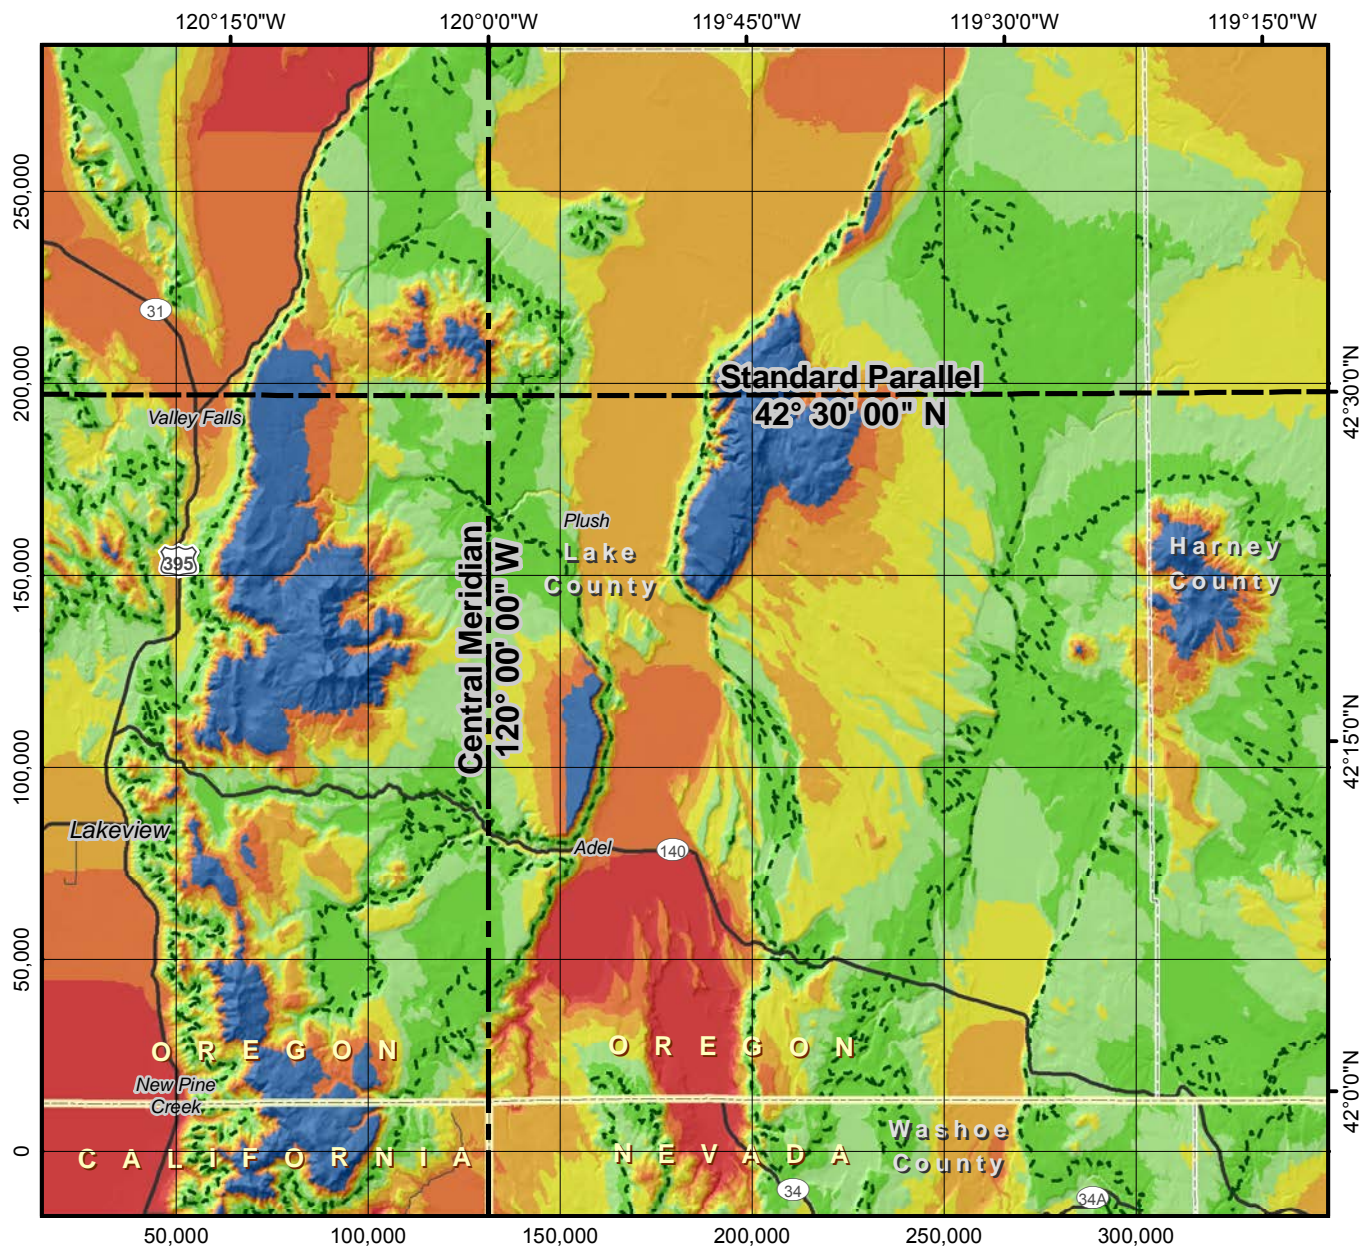 120°15'0"W 120°0'0"W 119°45'0"W 119°30'0"W 119°15'0"W
250,000
31
200,000
Standard Parallel
42° 30' 00" N
42°30'0"N
Valley Falls
Plush
Lake
County
395
150,000
Harney
County
Central Meridian
120° 00' 00" W
42°15'0"N
100,000
Lakeview
Adel
140
50,000
OREGON
OREGON
New Pine
Creek
42°0'0"N
0
CALIFORNIA
NEVADA
Washoe
County
34
34A
50,000 100,000 150,000 200,000 250,000 300,000